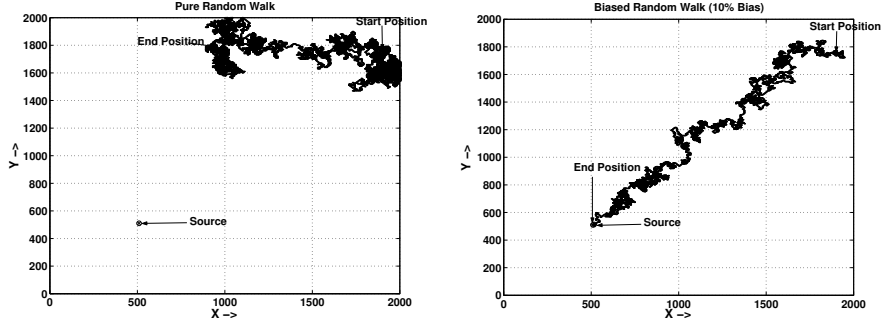 Pure Random Walk
Start Position
End Position
Source
2000
1800
1600
1400
1200
1000
800
600
400
200
0
Y −>
0
500
1000
1500
2000
X −>
Biased Random Walk (10% Bias)
Start Position
End Position
Source
2000
1800
1600
1400
1200
1000
800
600
400
200
0
Y −>
0
500
1000
1500
2000
X −>